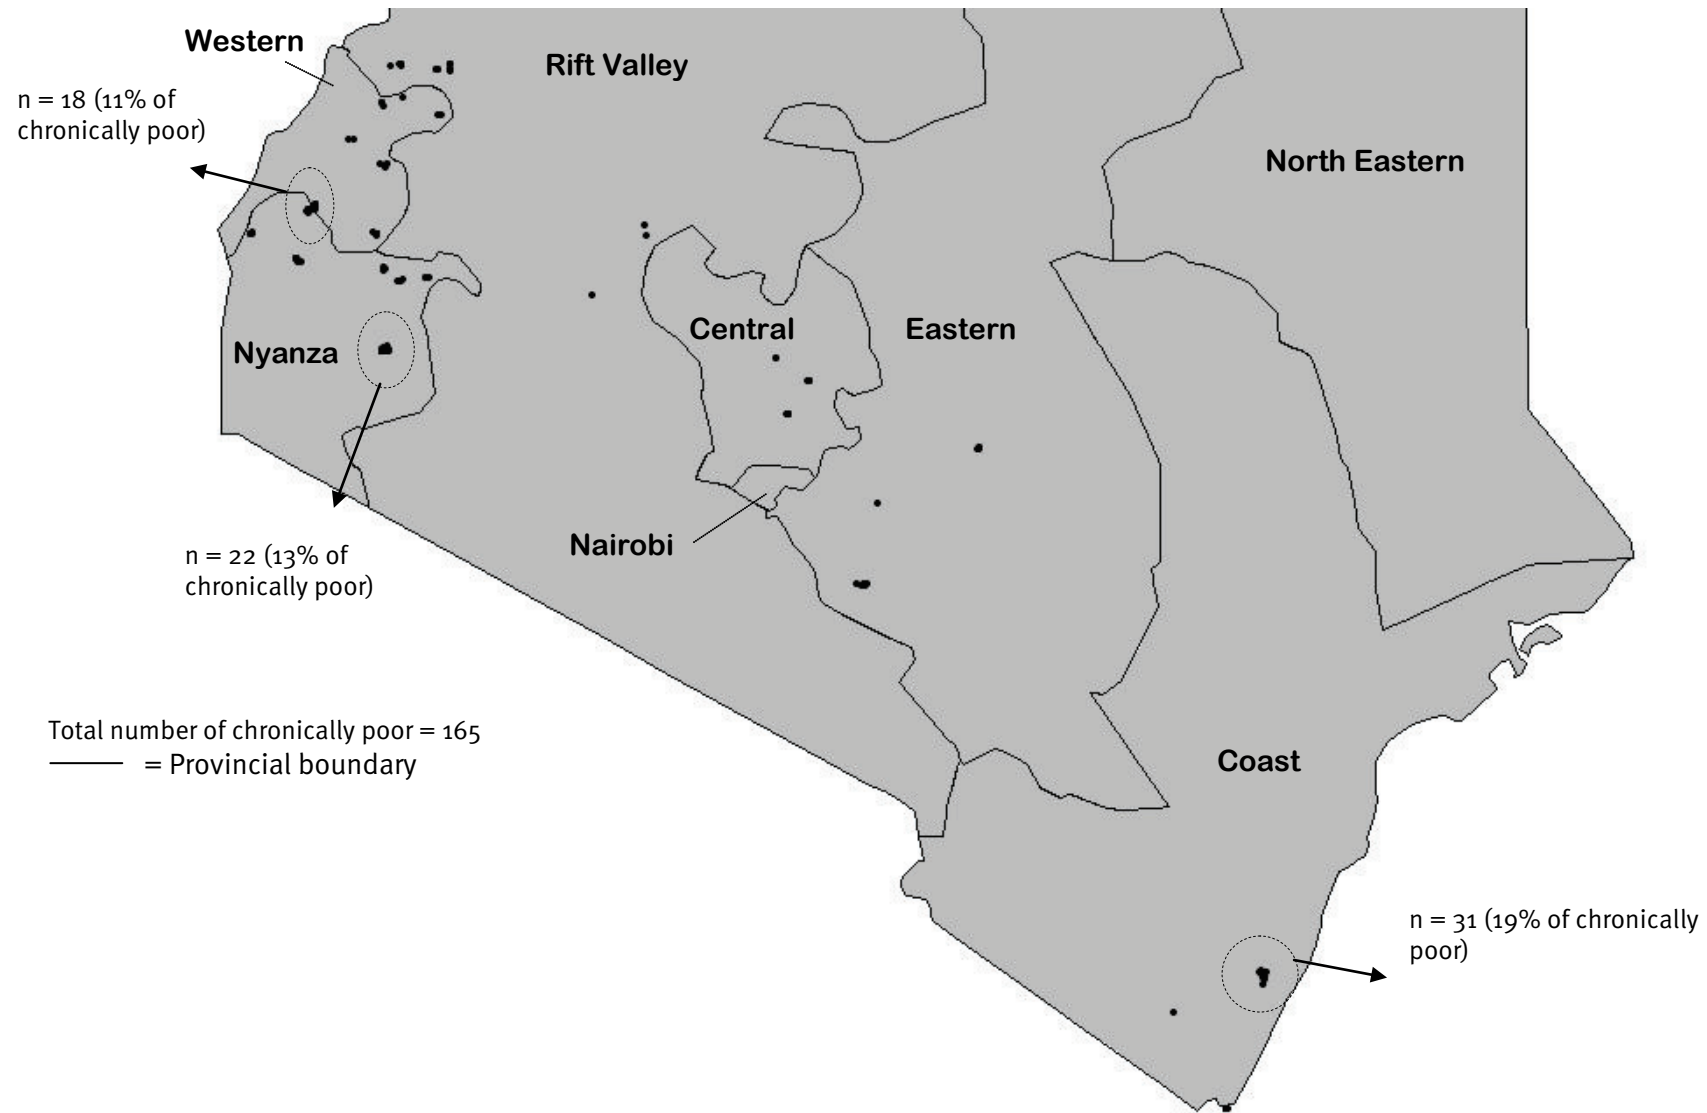 Western
Rift Valley
n = 18 (11% of
chronically poor)
North Eastern
Central
Eastern
Nyanza
Nairobi
n = 22 (13% of
chronically poor)
Total number of chronically poor = 165
= Provincial boundary
Coast
n = 31 (19% of chronically
poor)